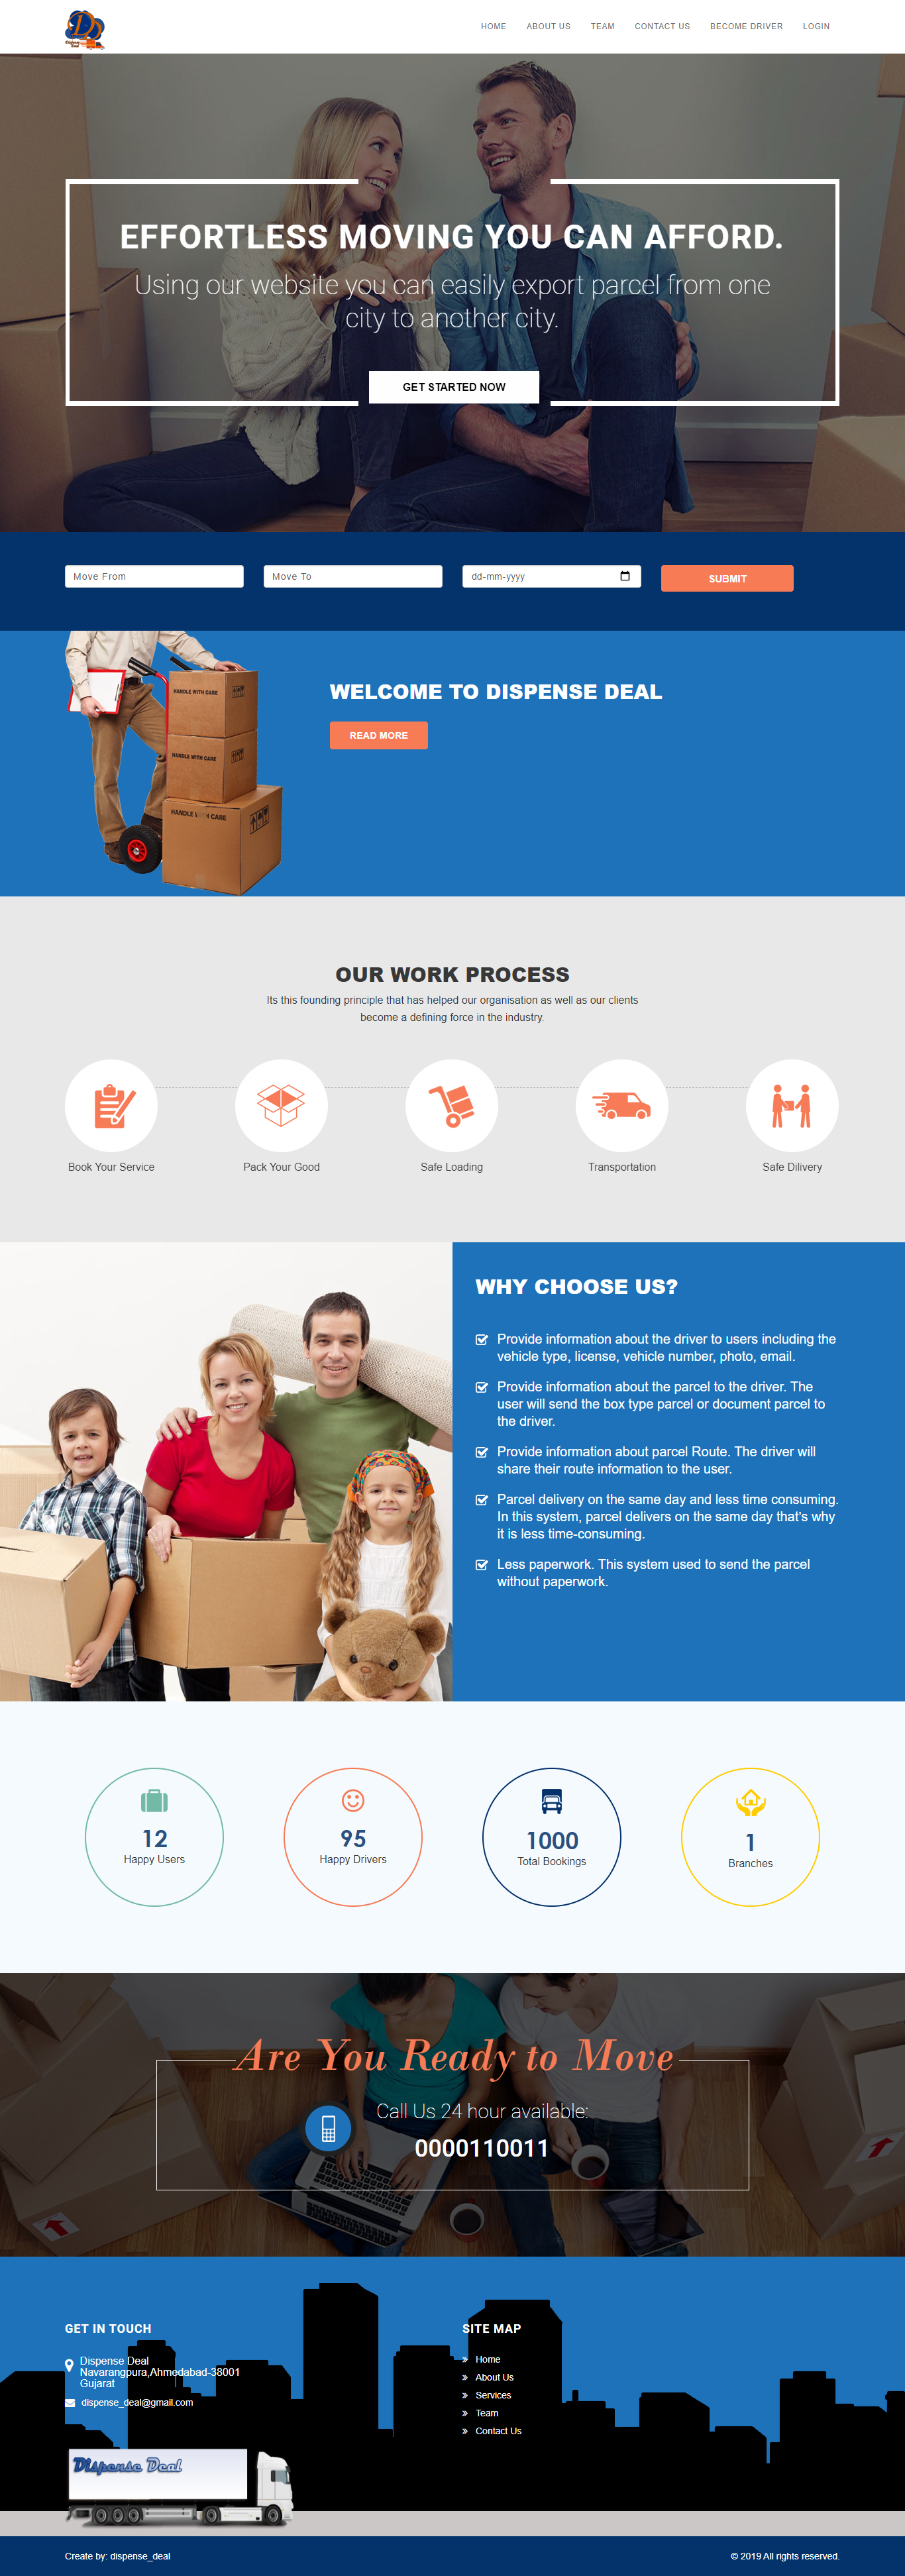 Dispense
Deal
HOME
ABOUT US
TEAM
CONTACT US
BECOME DRIVER
LOGIN
EFFORTLESS MOVING YOU CAN AFFORD.
Using our website you can easily export parcel from one
city to another city.
GET STARTED NOW
Move From
Move To
dd-mm-yyyy
SUBMIT
HANDLE WITH CARE
HANDLE WITH CARE
HANDLE WITH CARE
WELCOME TO DISPENSE DEAL
READ MORE
OUR WORK PROCESS
Its this founding principle that has helped our organisation as well as our clients
become a defining force in the industry.
Book Your Service
Pack Your Good
Safe Loading
Transportation
Safe Dilivery
WHY CHOOSE US?
Provide information about the driver to users including the
vehicle type, license, vehicle number, photo, email.
Provide information about the parcel to the driver. The
user will send the box type parcel or document parcel to
the driver.
Provide information about parcel Route. The driver will
share their route information to the user.
Parcel delivery on the same day and less time consuming.
In this system, parcel delivers on the same day that's why
it is less time-consuming.
Less paperwork. This system used to send the parcel
without paperwork.
12
Happy Users
95
Happy Drivers
1000
Total Bookings
1
Branches
Are You Ready to Move
Call Us 24 hour available:
0000110011
GET IN TOUCH
Dispense Deal
Navarangpura,Ahmedabad-38001
Gujarat
dispense_deal@gmail.com
SITE MAP
Home
About Us
Services
Team
Contact Us
Dispense Deal
Create by: dispense_deal
© 2019 All rights reserved.